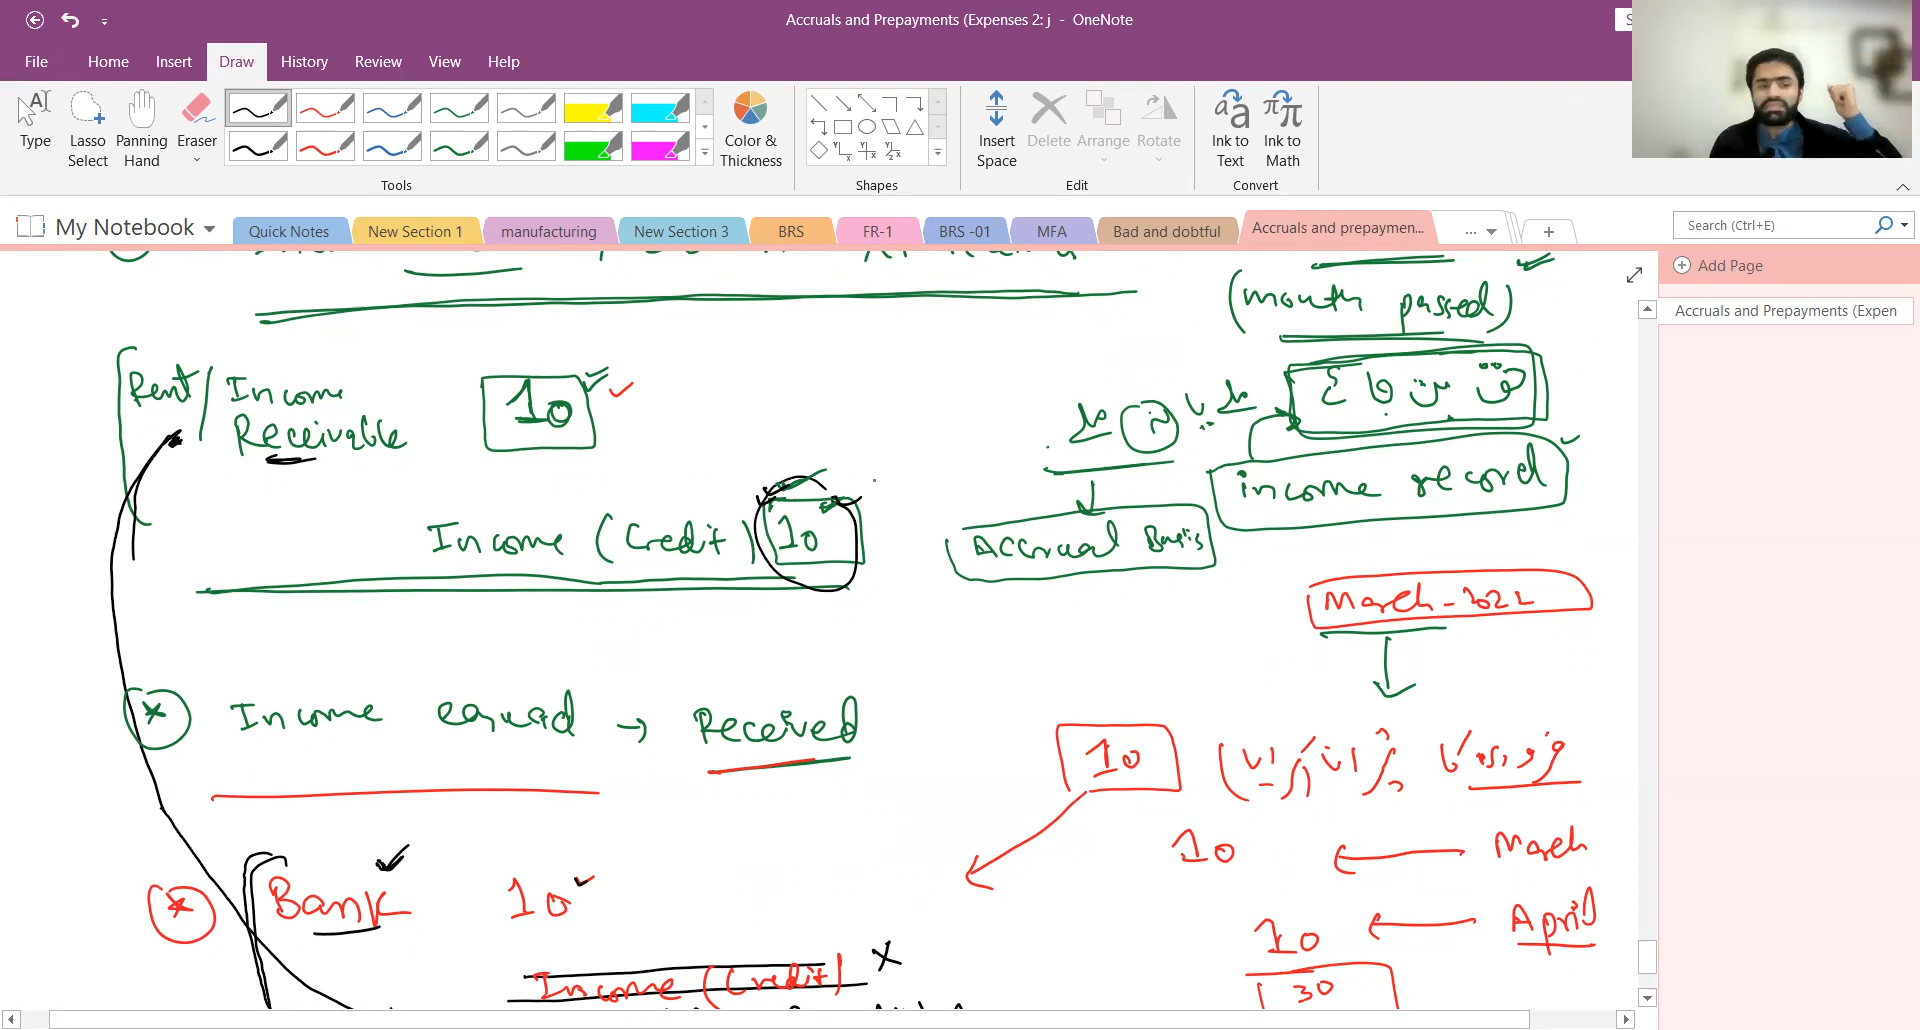 Accruals and Prepayments (Expenses 2: j - OneNote
File Home Insert Draw History Review View Help
Type
Lasso Select
Panning Hand
Eraser
Color & Thickness
Insert Space
Delete
Arrange
Rotate
Ink to Text
Ink to Math
Tools
Shapes
Edit
Convert
My Notebook
Quick Notes
New Section 1
manufacturing
New Section 3
BRS
FR-1
BRS -01
MFA
Bad and dobtful
Accruals and prepaymen...
...
Search (Ctrl+E)
Add Page
Accruals and Prepayments (Expen
(month passed)
Rent / Income Receivable 10
income record
Income (Credit) 10
Accrual Basis
March-2022
Income earned → Received
10
10 ← March
Bank 10
10 ← April
Income (Credit)
30